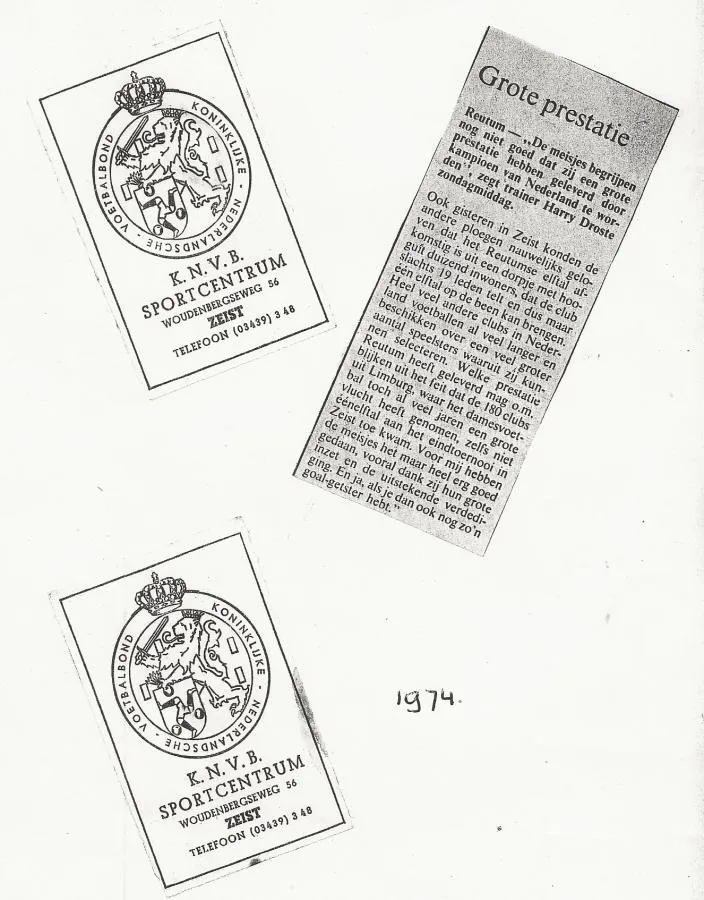 KONINKLIJKE - NEDERLANDSCHE - VOETBALBOND
K.N.V.B.
SPORTCENTRUM
WOUDENBERGSEWEG 56
ZEIST
TELEFOON (03439) 3 48
Grote prestatie
Reutum — „De meisjes begrijpen
nog niet goed dat zij een grote
prestatie hebben geleverd door
kampioen van Nederland te wor-
den”, zegt trainer Harry Droste
zondagmiddag.
Ook gisteren in Zeist konden de
andere ploegen nauwelijks gelo-
ven dat het Reutumse elftal af-
komstig is uit een dorpje met hoo-
guit duizend inwoners, dat de club
slechts 19 leden telt en dus maar
één elftal op de been kan brengen.
Heel veel andere clubs in Neder-
land voetballen al veel langer en
beschikken over een veel groter
aantal speelsters waaruit zij kun-
nen selecteren. Welke prestatie
Reutum heeft geleverd mag o.m.
blijken uit het feit dat de 180 clubs
uit Limburg, waar het damesvoet-
bal toch al veel jaren een grote
vlucht heeft genomen, zelfs niet
éénelftal aan het eindtoernooi in
Zeist toe kwam. Voor mij hebben
de meisjes het maar heel erg goed
gedaan, vooral dank zij hun grote
inzet en de uitstekende verdedi-
ging. En ja, als je dan ook nog zo'n
goal-getster hebt.”
KONINKLIJKE - NEDERLANDSCHE - VOETBALBOND
K.N.V.B.
SPORTCENTRUM
WOUDENBERGSEWEG 56
ZEIST
TELEFOON (03439) 3 48
1974.